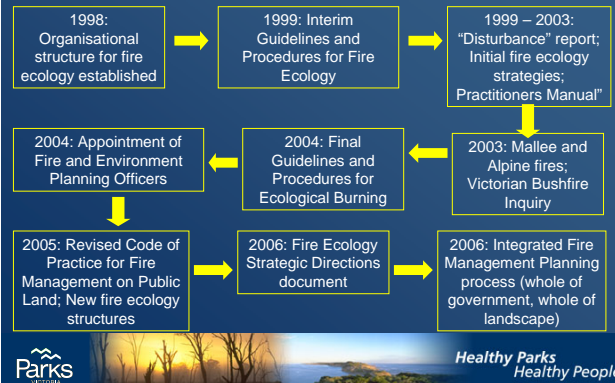 1998:
Organisational
structure for fire
ecology established
1999: Interim
Guidelines and
Procedures for Fire
Ecology
1999 – 2003:
“Disturbance” report;
Initial fire ecology
strategies;
Practitioners Manual”
2003: Mallee and
Alpine fires;
Victorian Bushfire
Inquiry
2004: Final
Guidelines and
Procedures for
Ecological Burning
2004: Appointment of
Fire and Environment
Planning Officers
2005: Revised Code of
Practice for Fire
Management on Public
Land; New fire ecology
structures
2006: Fire Ecology
Strategic Directions
document
2006: Integrated Fire
Management Planning
process (whole of
government, whole of
landscape)
Parks
VICTORIA
Healthy Parks
Healthy People